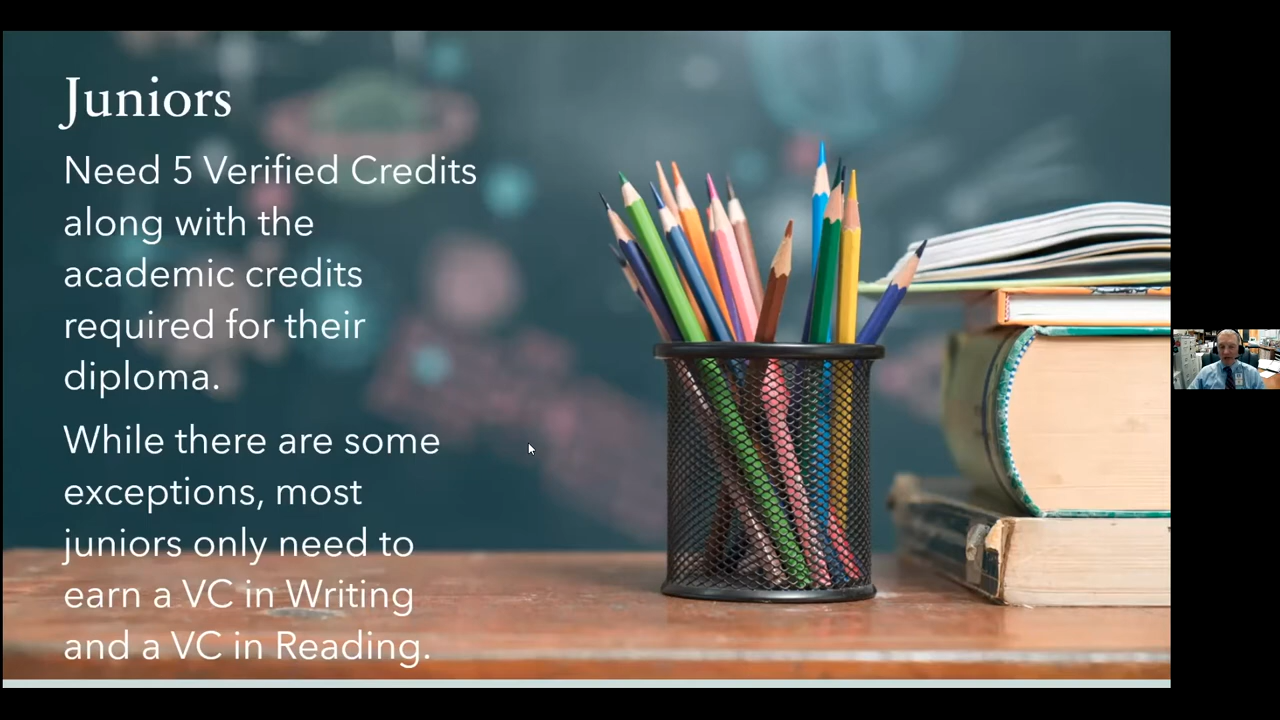 Juniors
Need 5 Verified Credits
along with the
academic credits
required for their
diploma.
While there are some
exceptions, most
juniors only need to
earn a VC in Writing
and a VC in Reading.